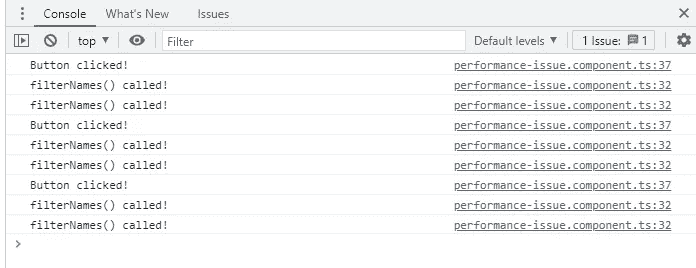 Console What's New Issues
top Filter Default levels 1 Issue: 1
Button clicked! performance-issue.component.ts:37
filterNames() called! performance-issue.component.ts:32
filterNames() called! performance-issue.component.ts:32
Button clicked! performance-issue.component.ts:37
filterNames() called! performance-issue.component.ts:32
filterNames() called! performance-issue.component.ts:32
Button clicked! performance-issue.component.ts:37
filterNames() called! performance-issue.component.ts:32
filterNames() called! performance-issue.component.ts:32